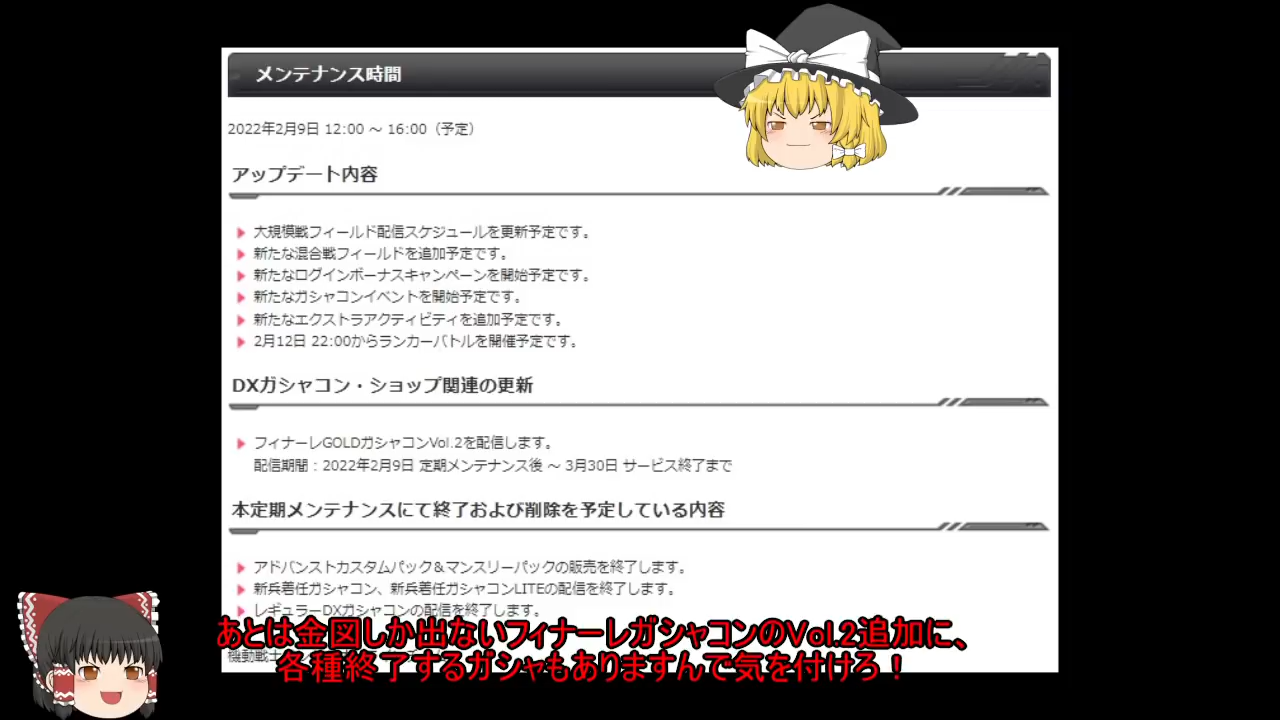 メンテナンス時間
2022年2月9日 12:00 ～ 16:00（予定）
アップデート内容
大規模戦フィールド配信スケジュールを更新予定です。
新たな混合戦フィールドを追加予定です。
新たなログインボーナスキャンペーンを開始予定です。
新たなガシャコンイベントを開始予定です。
新たなエクストラアクティビティを追加予定です。
2月12日 22:00からランカーバトルを開催予定です。
DXガシャコン・ショップ関連の更新
フィナーレGOLDガシャコンVol.2を配信します。
配信期間：2022年2月9日 定期メンテナンス後 ～ 3月30日 サービス終了まで
本定期メンテナンスにて終了および削除を予定している内容
アドバンストカスタムパック＆マンスリーパックの販売を終了します。
新兵着任ガシャコン、新兵着任ガシャコンLITEの配信を終了します。
レギュラーDXガシャコンの配信を終了します。
あとは金図しか出ないフィナーレガシャコンのVol.2追加に、
機動戦士
各種終了するガシャもありますんで気を付けろ！